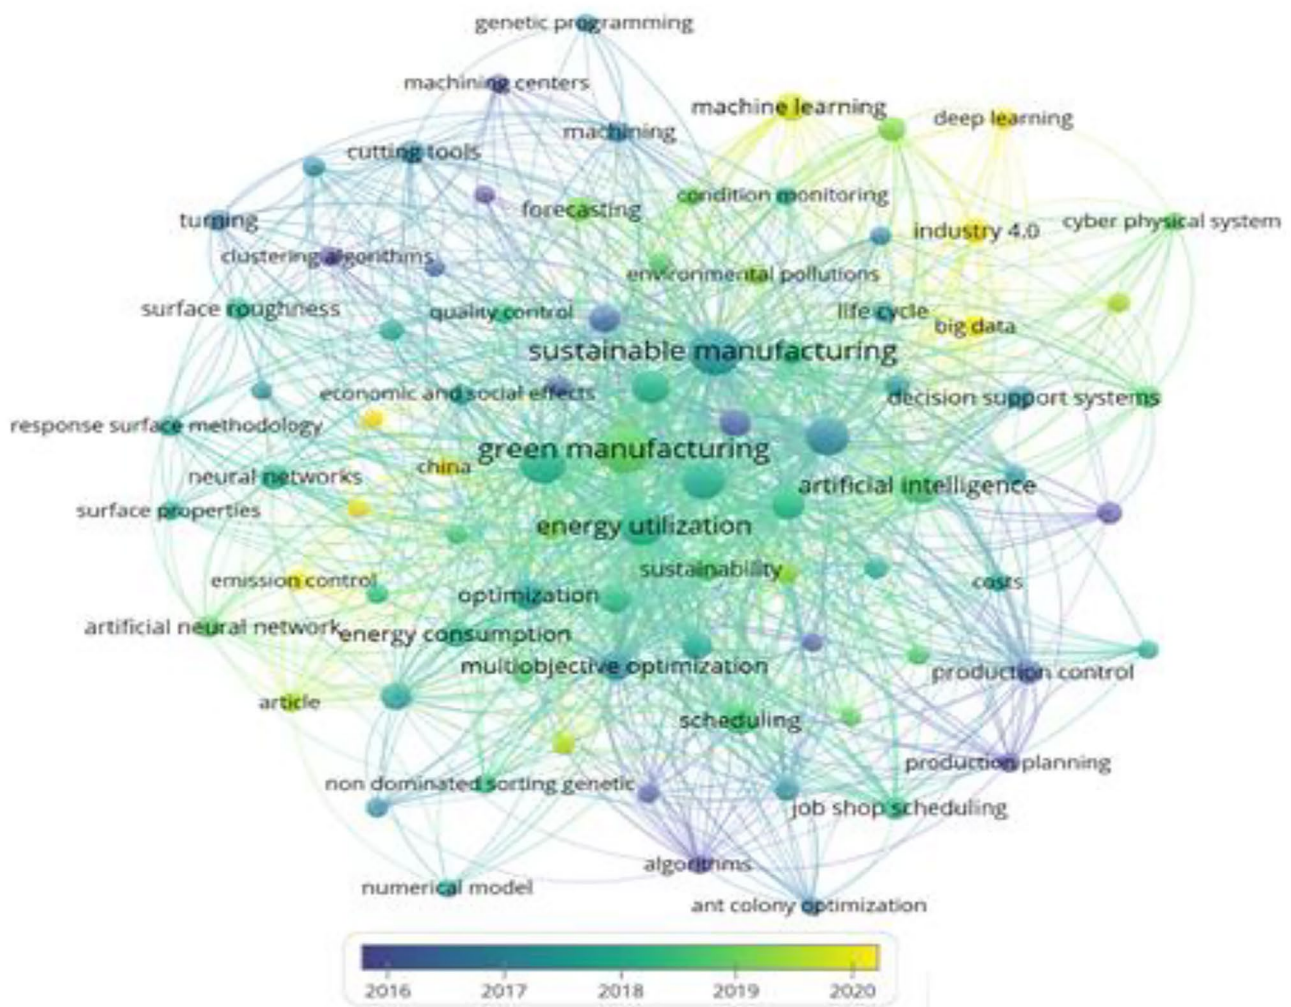 genetic programming
machining centers
machine learning
deep learning
machining
cutting tools
condition monitoring
forecasting
turning
cyber physical system
industry 4.0
clustering algorithms
environmental pollutions
surface roughness
quality control
life cycle
big data
sustainable manufacturing
economic and social effects
decision support systems
response surface methodology
green manufacturing
china
neural networks
artificial intelligence
surface properties
energy utilization
emission control
sustainability
costs
optimization
artificial neural network
energy consumption
multiobjective optimization
production control
article
scheduling
production planning
non dominated sorting genetic
job shop scheduling
algorithms
numerical model
ant colony optimization
2016 2017 2018 2019 2020